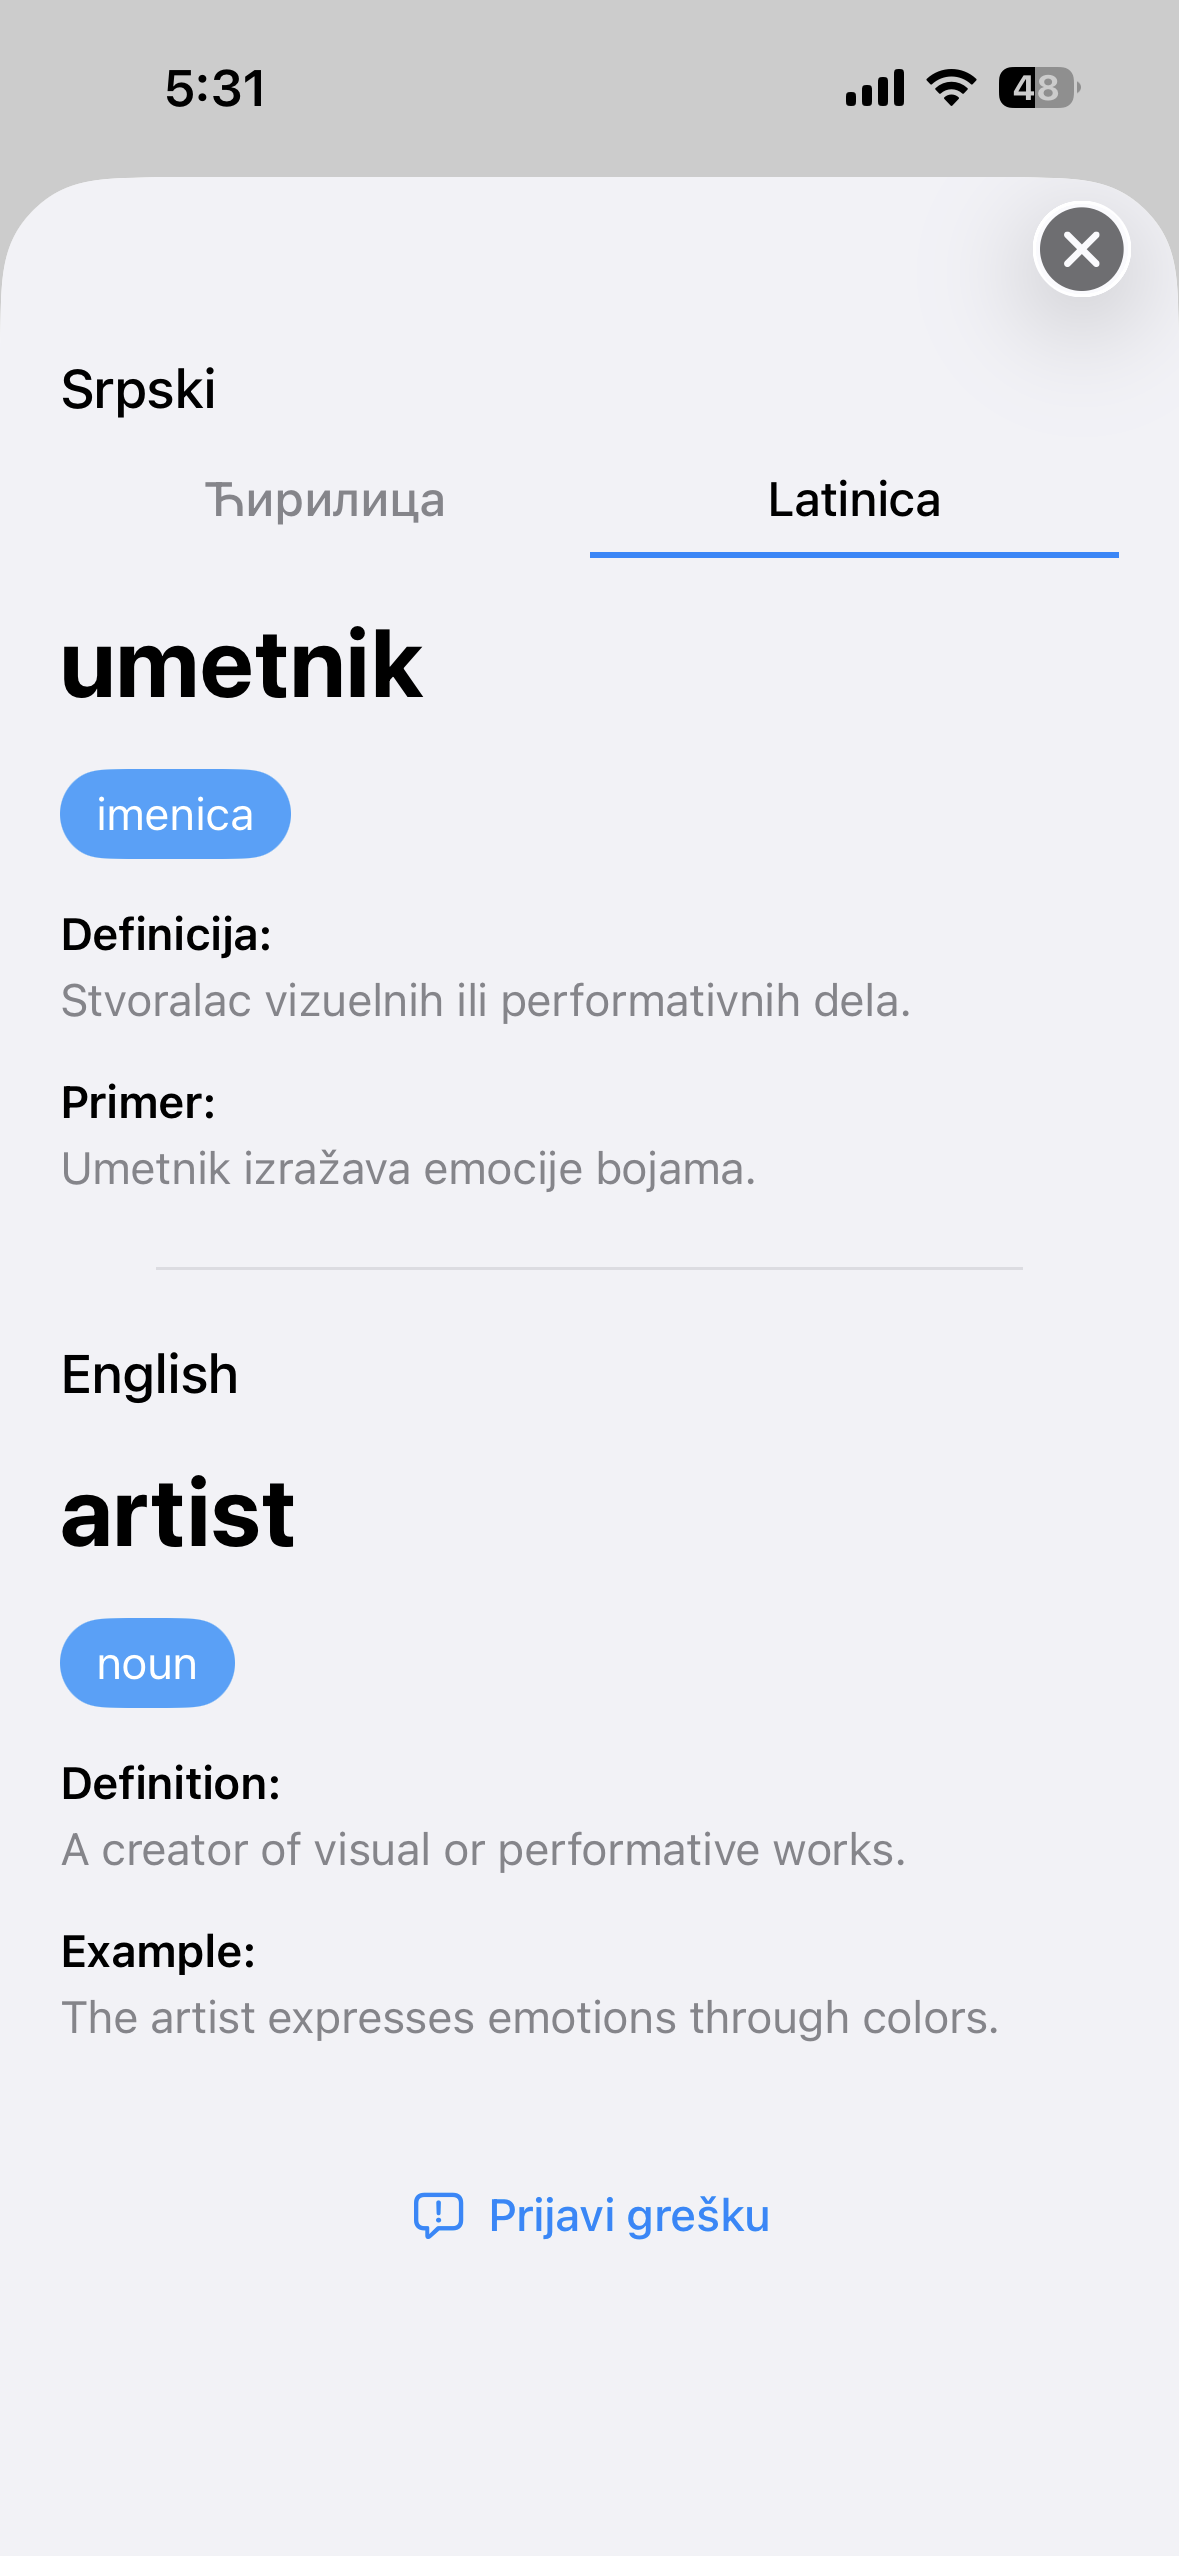 5:31
48
Srpski
Ћирилица
Latinica
umetnik
imenica
Definicija:
Stvoralac vizuelnih ili performativnih dela.
Primer:
Umetnik izražava emocije bojama.
English
artist
noun
Definition:
A creator of visual or performative works.
Example:
The artist expresses emotions through colors.
Prijavi grešku